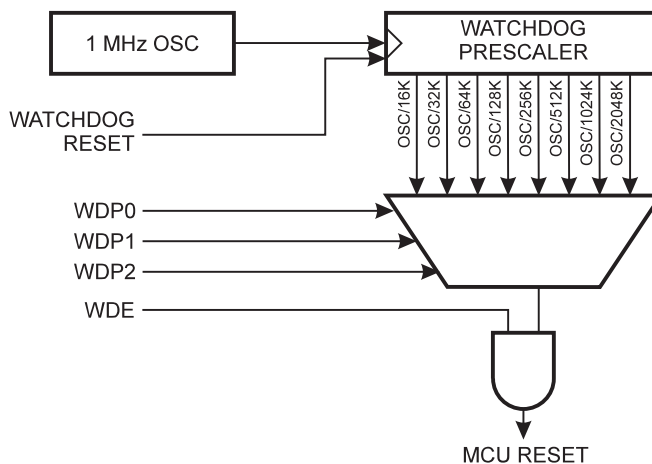 1 MHz OSC
WATCHDOG
PRESCALER
WATCHDOG
RESET
OSC/16K
OSC/32K
OSC/64K
OSC/128K
OSC/256K
OSC/512K
OSC/1024K
OSC/2048K
WDP0
WDP1
WDP2
WDE
MCU RESET